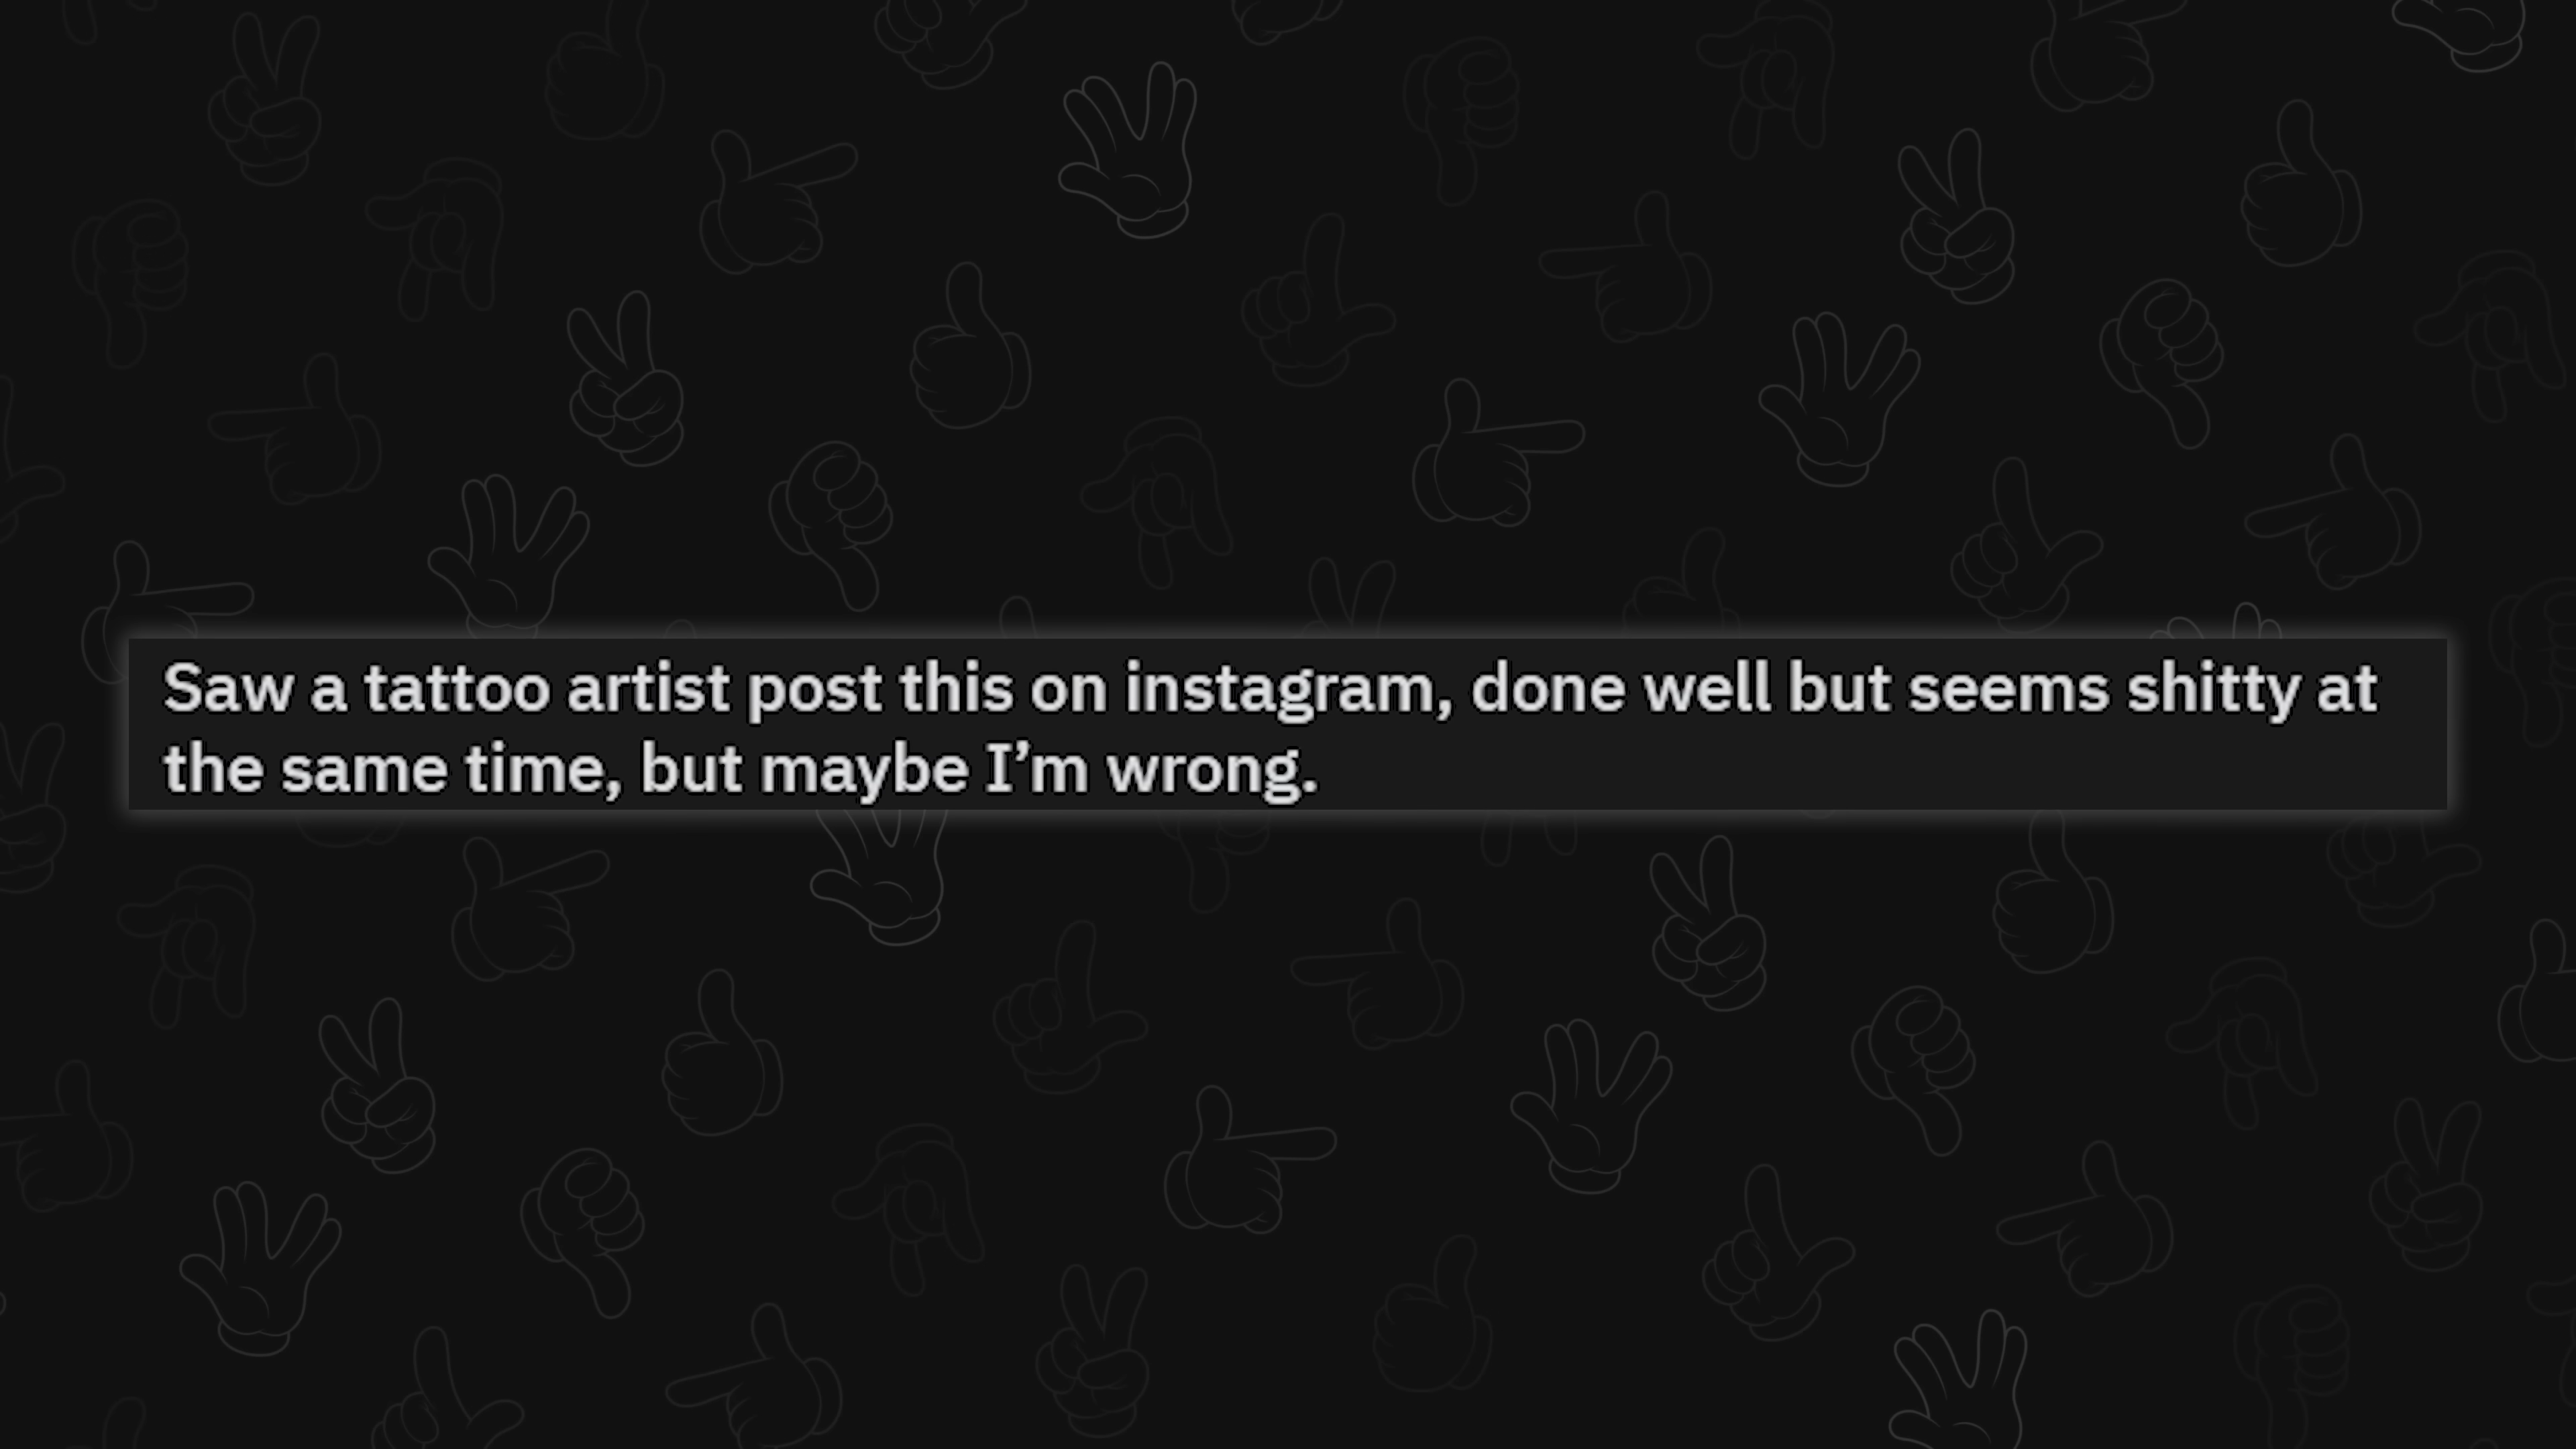 Saw a tattoo artist post this on instagram, done well but seems shitty at
the same time, but maybe I’m wrong.